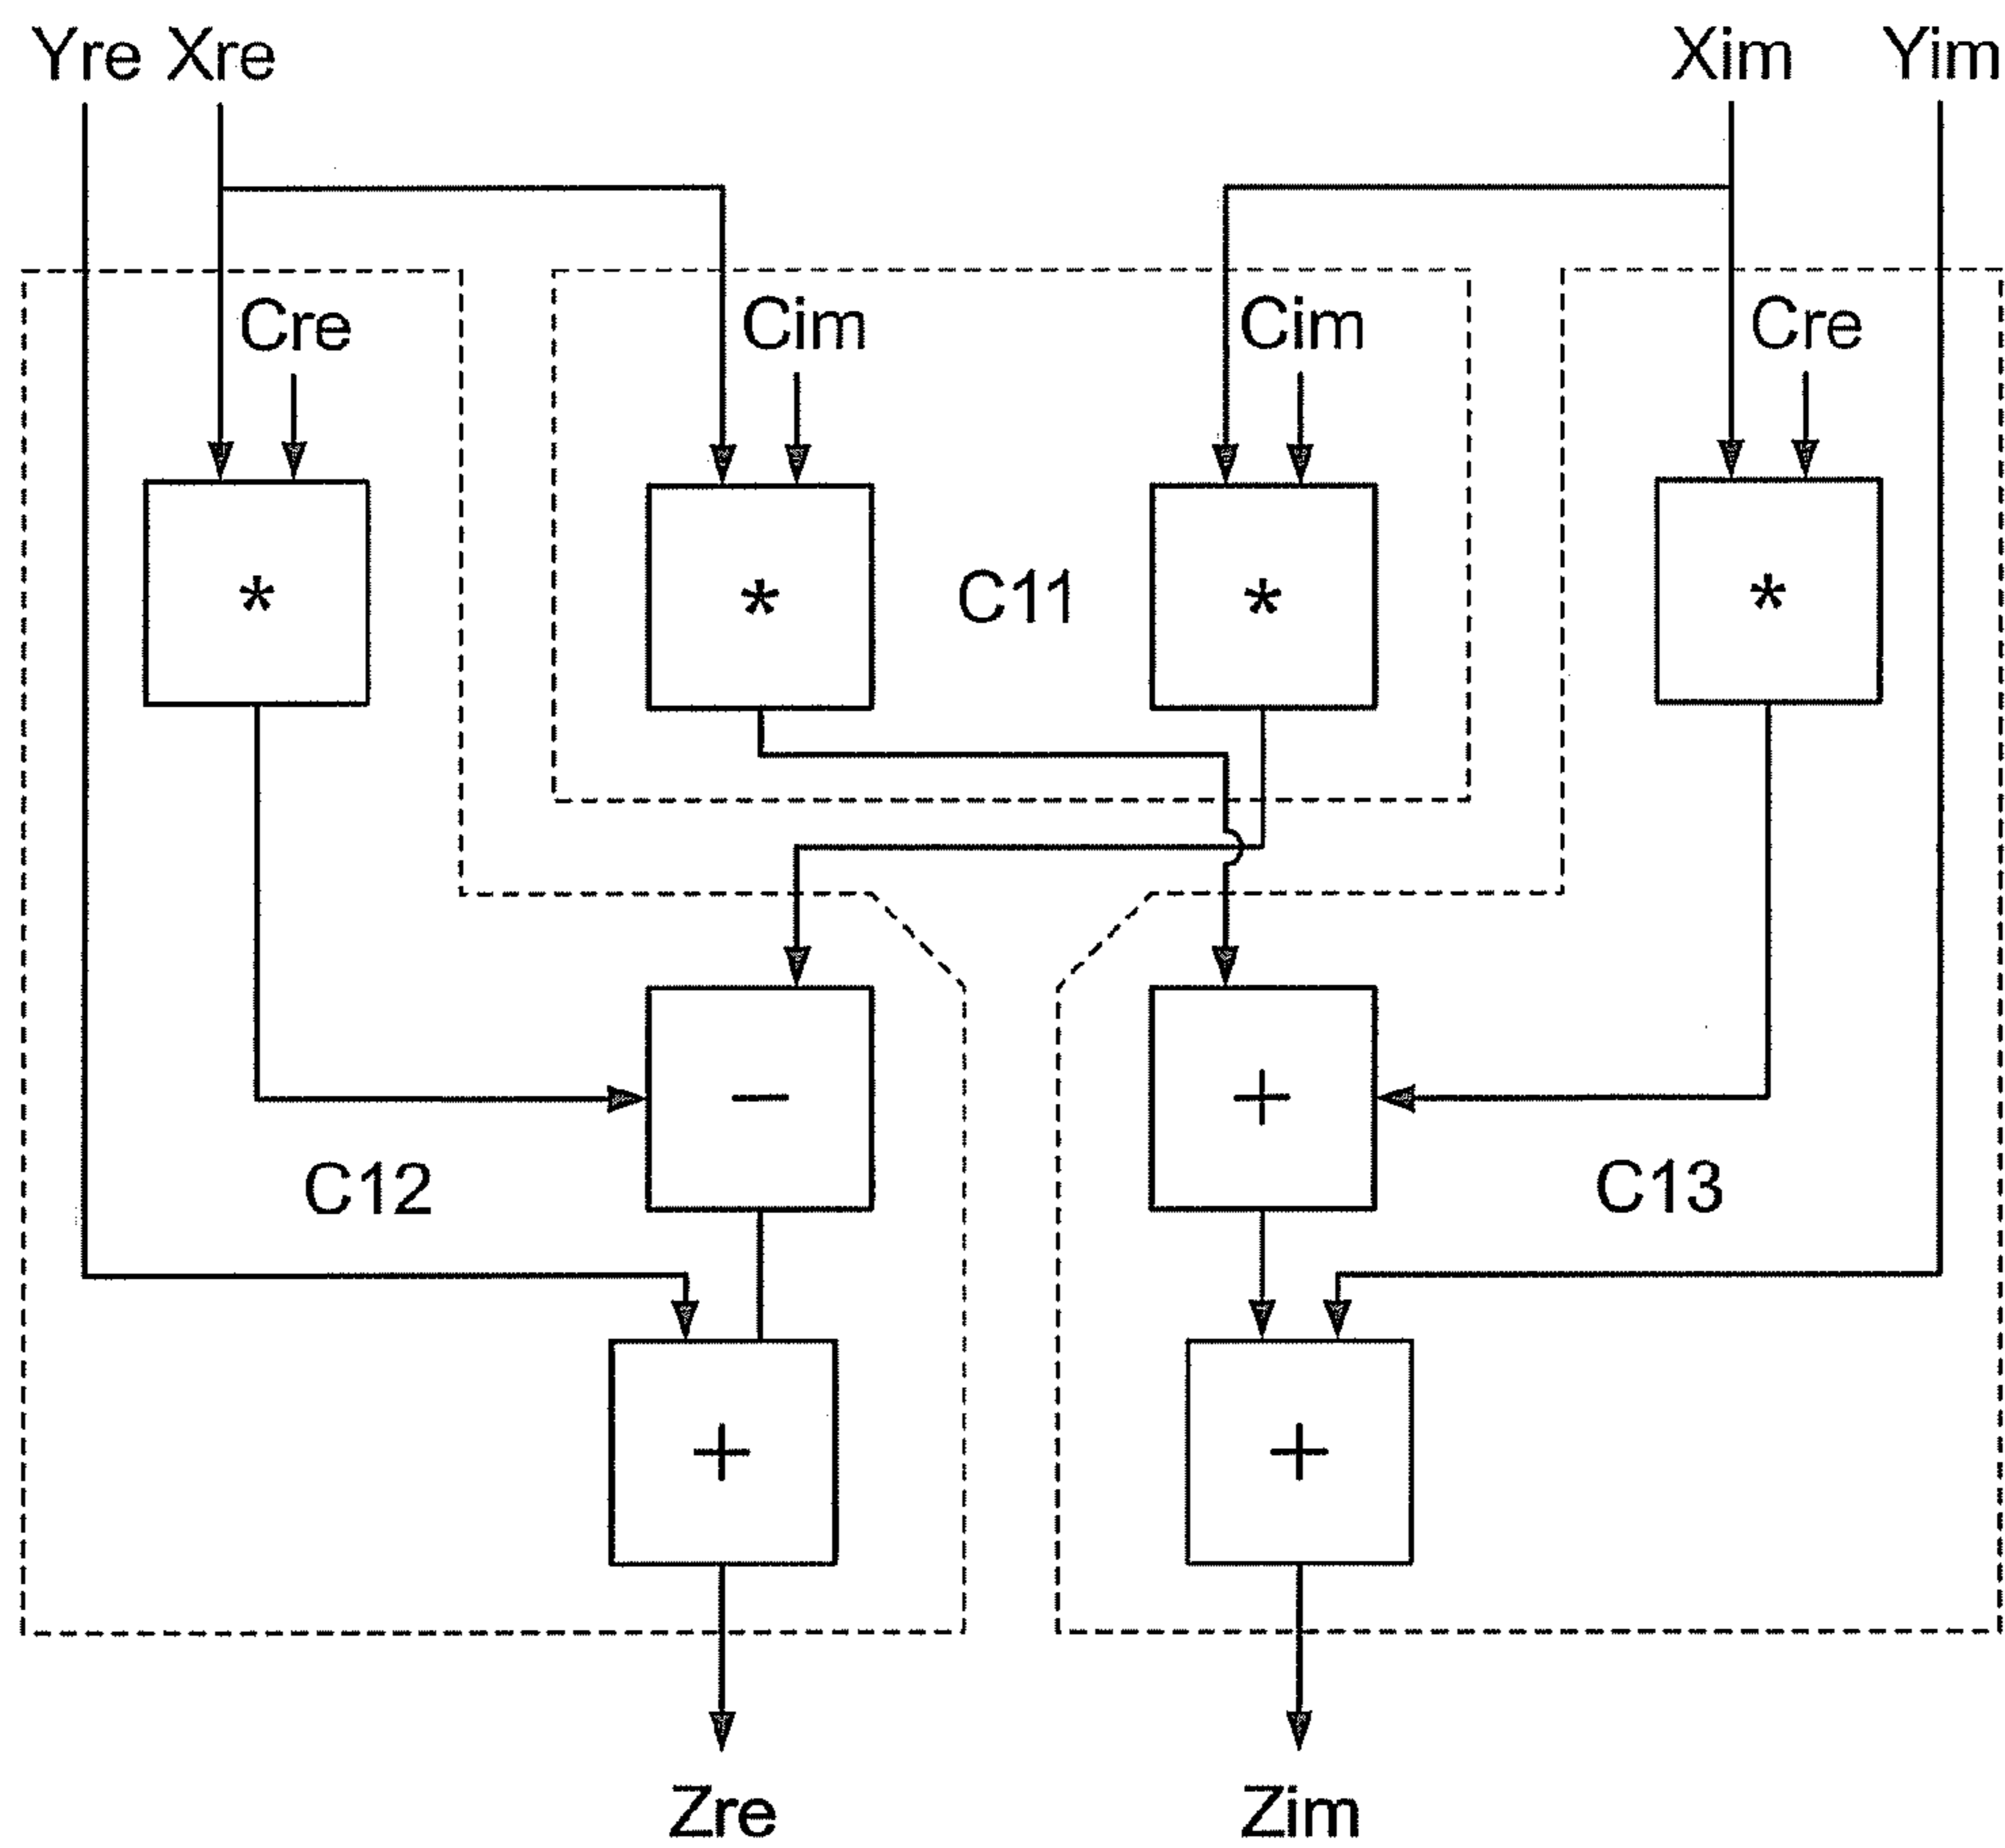 Yre Xre Xim Yim
Cre Cim Cim Cre
* * C11 * *
− +
C12 C13
+ +
Zre Zim